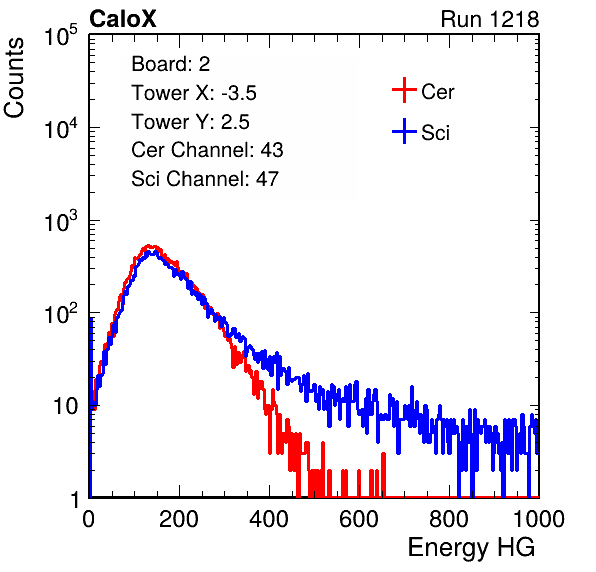 CaloX Run 1218
Counts
Board: 2
Tower X: -3.5
Tower Y: 2.5
Cer Channel: 43
Sci Channel: 47
Cer
Sci
10^5
10^4
10^3
10^2
10
1
0 200 400 600 800 1000
Energy HG